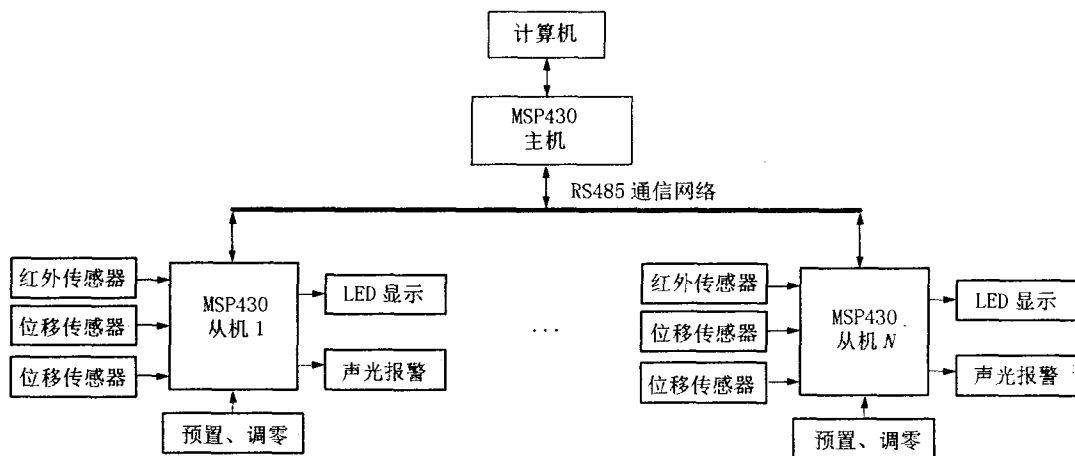 计算机
MSP430
主机
RS485 通信网络
红外传感器
位移传感器
位移传感器
MSP430
从机 1
LED 显示
声光报警
预置、调零
...
红外传感器
位移传感器
位移传感器
MSP430
从机 N
LED 显示
声光报警
预置、调零